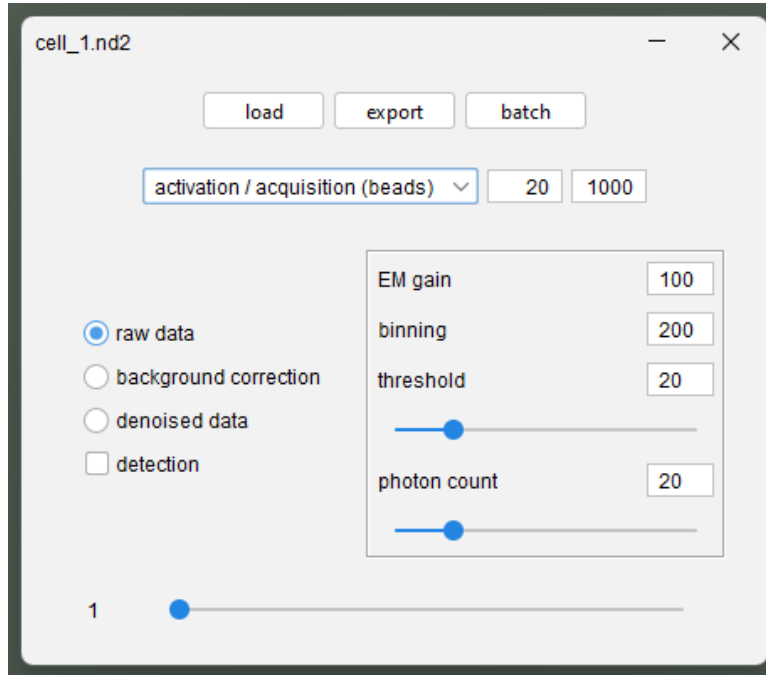 cell_1.nd2
load export batch
activation / acquisition (beads) 20 1000
EM gain 100
raw data
binning 200
background correction
threshold 20
denoised data
detection
photon count 20
1